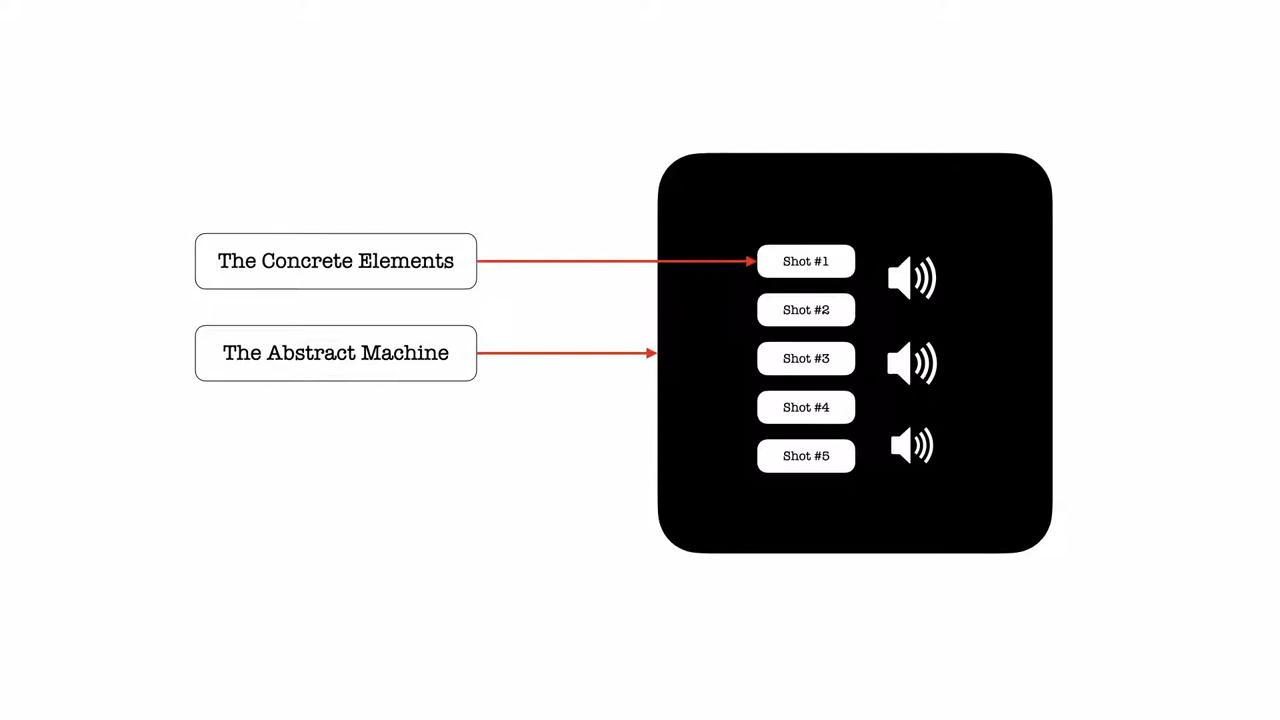 The Concrete Elements
The Abstract Machine
Shot #1
Shot #2
Shot #3
Shot #4
Shot #5